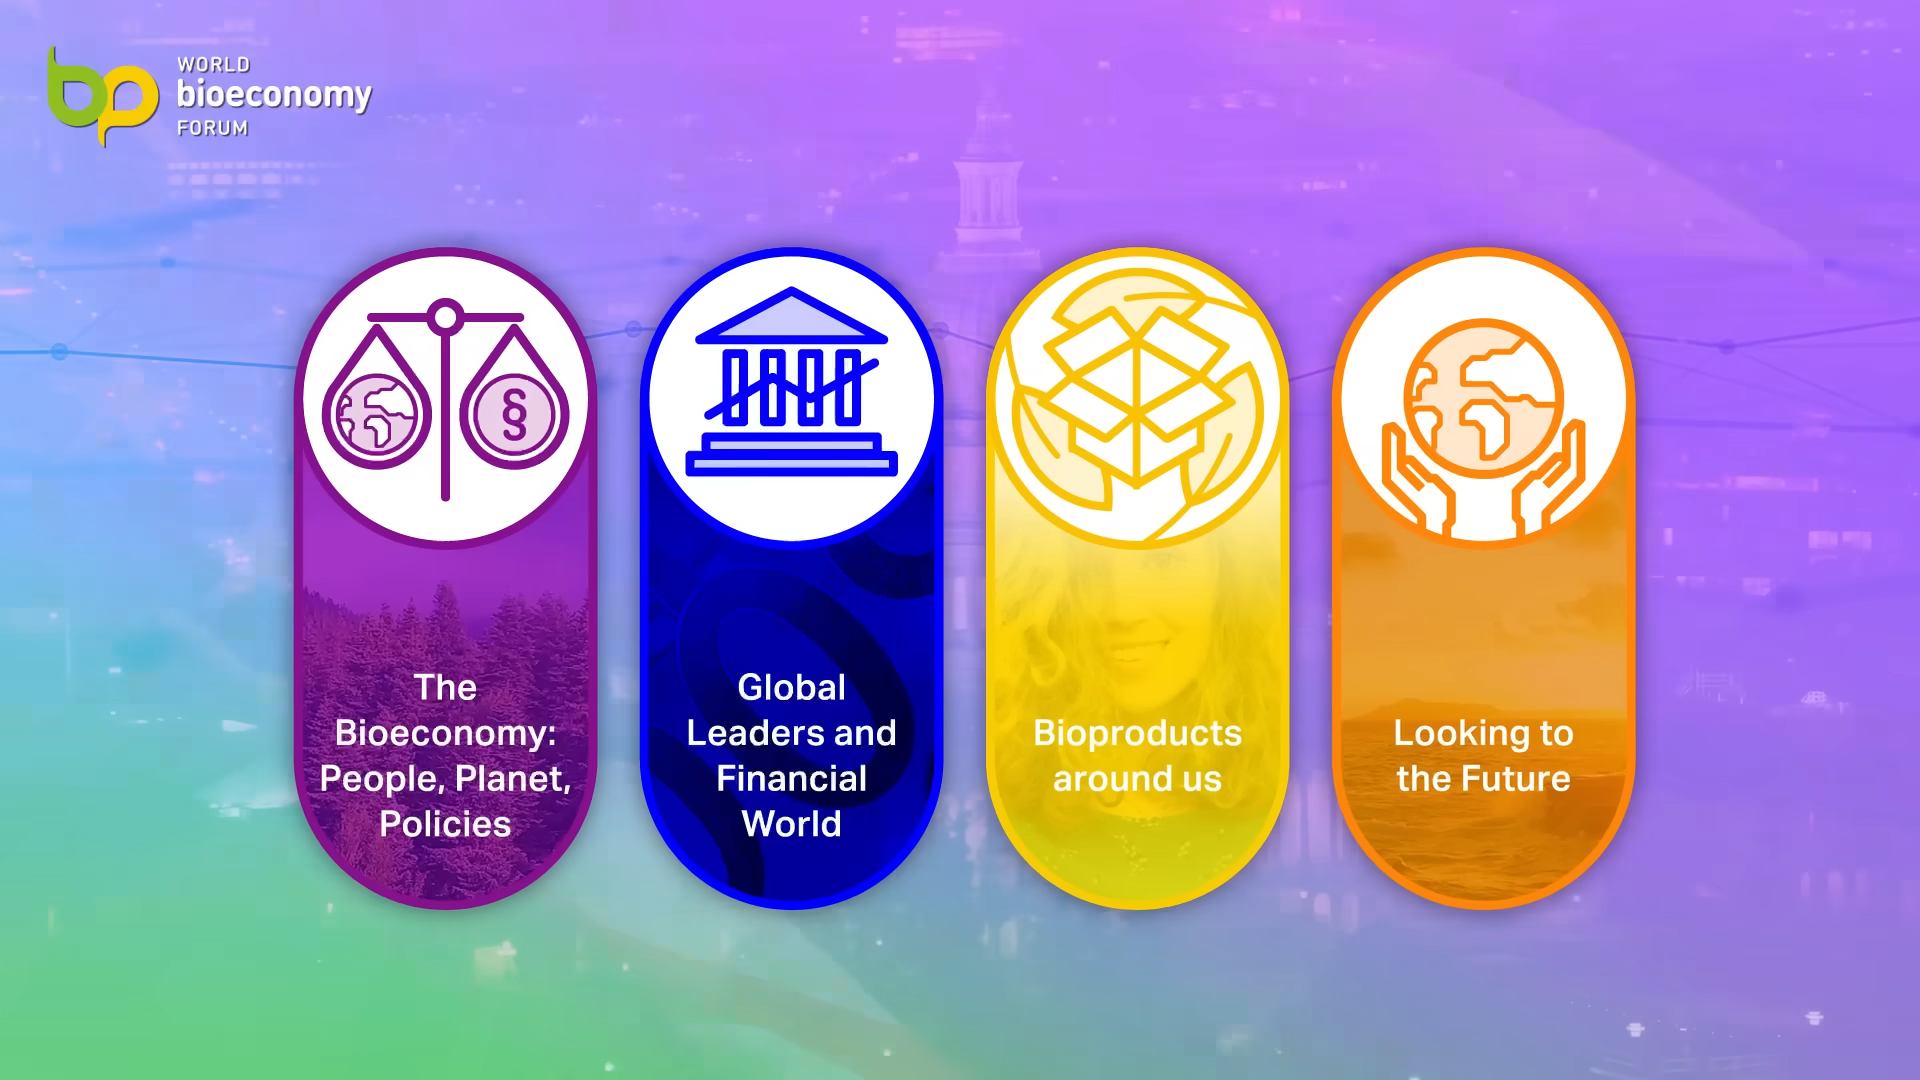 WORLD
bioeconomy
FORUM
§
The
Bioeconomy:
People, Planet,
Policies
Global
Leaders and
Financial
World
Bioproducts
around us
Looking to
the Future